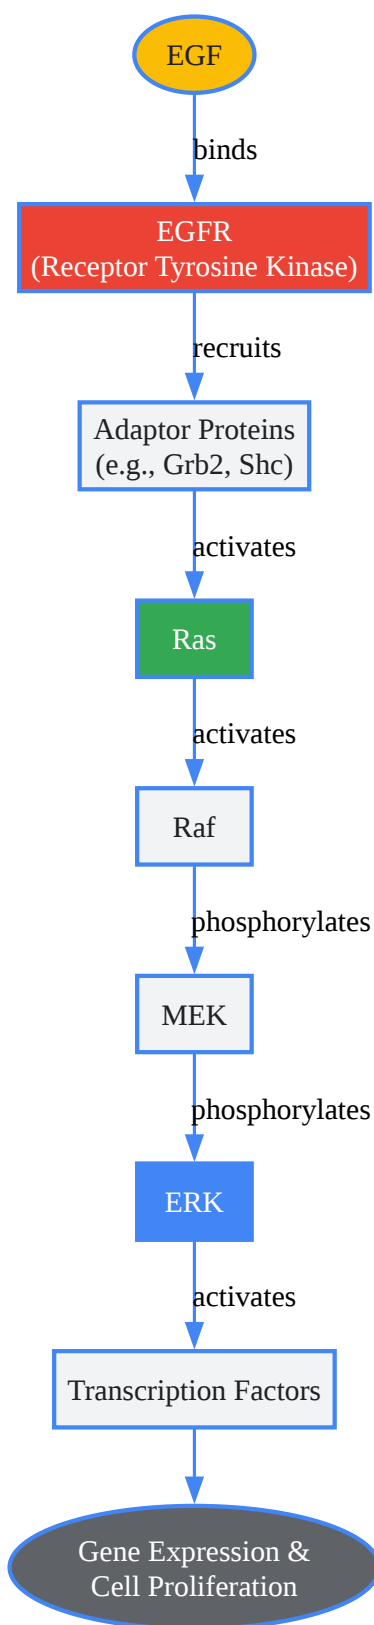 EGF
binds
EGFR
(Receptor Tyrosine Kinase)
recruits
Adaptor Proteins
(e.g., Grb2, Shc)
activates
Ras
activates
Raf
phosphorylates
MEK
phosphorylates
ERK
activates
Transcription Factors
Gene Expression &
Cell Proliferation